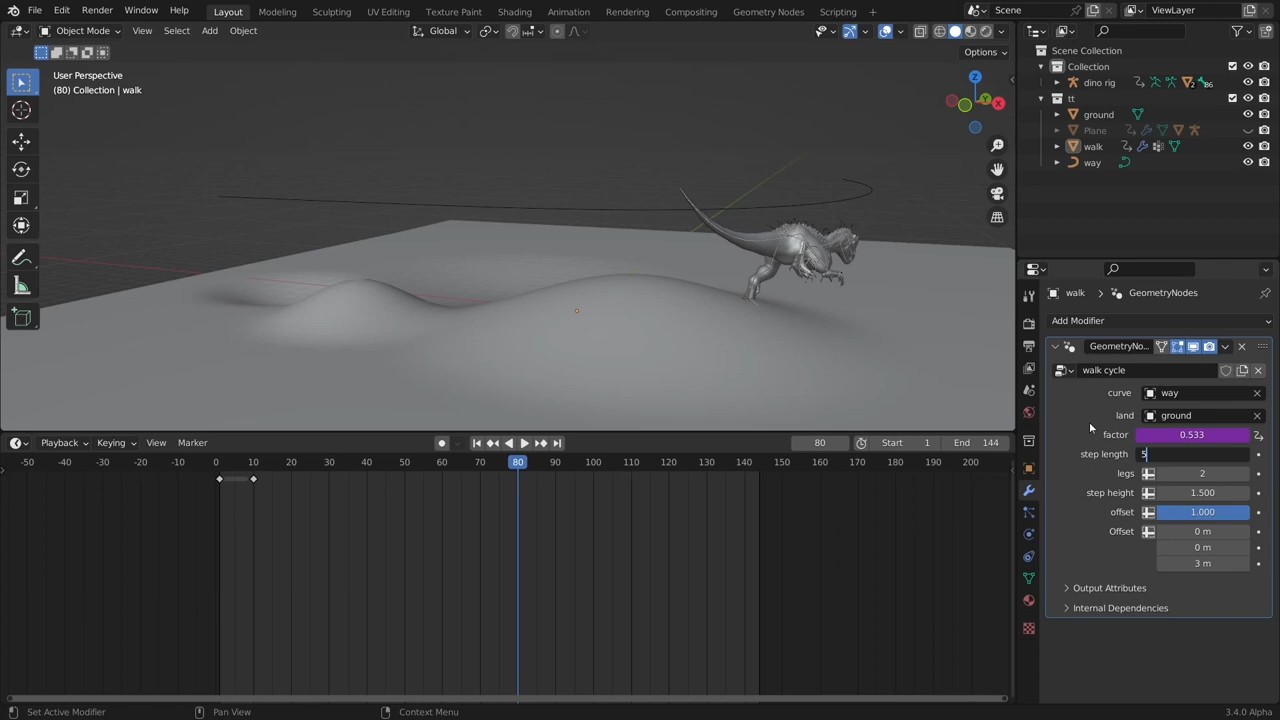 File Edit Render Window Help Layout Modeling Sculpting UV Editing Texture Paint Shading Animation Rendering Compositing Geometry Nodes Scripting + Scene ViewLayer
Object Mode View Select Add Object Global
Options
User Perspective
(80) Collection | walk
Z
Y
X
Scene Collection
Collection
dino rig 2 86
tt
ground
Plane
walk
way
walk > GeometryNodes
Add Modifier
GeometryNo...
walk cycle
curve way
land ground
factor 0.533
step length 5
legs 2
step height 1.500
offset 1.000
Offset 0 m
0 m
3 m
Output Attributes
Internal Dependencies
Playback Keying View Marker 80 Start 1 End 144
-50 -40 -30 -20 -10 0 10 20 30 40 50 60 70 80 90 100 110 120 130 140 150 160 170 180 190 200
Set Active Modifier Pan View Context Menu 3.4.0 Alpha